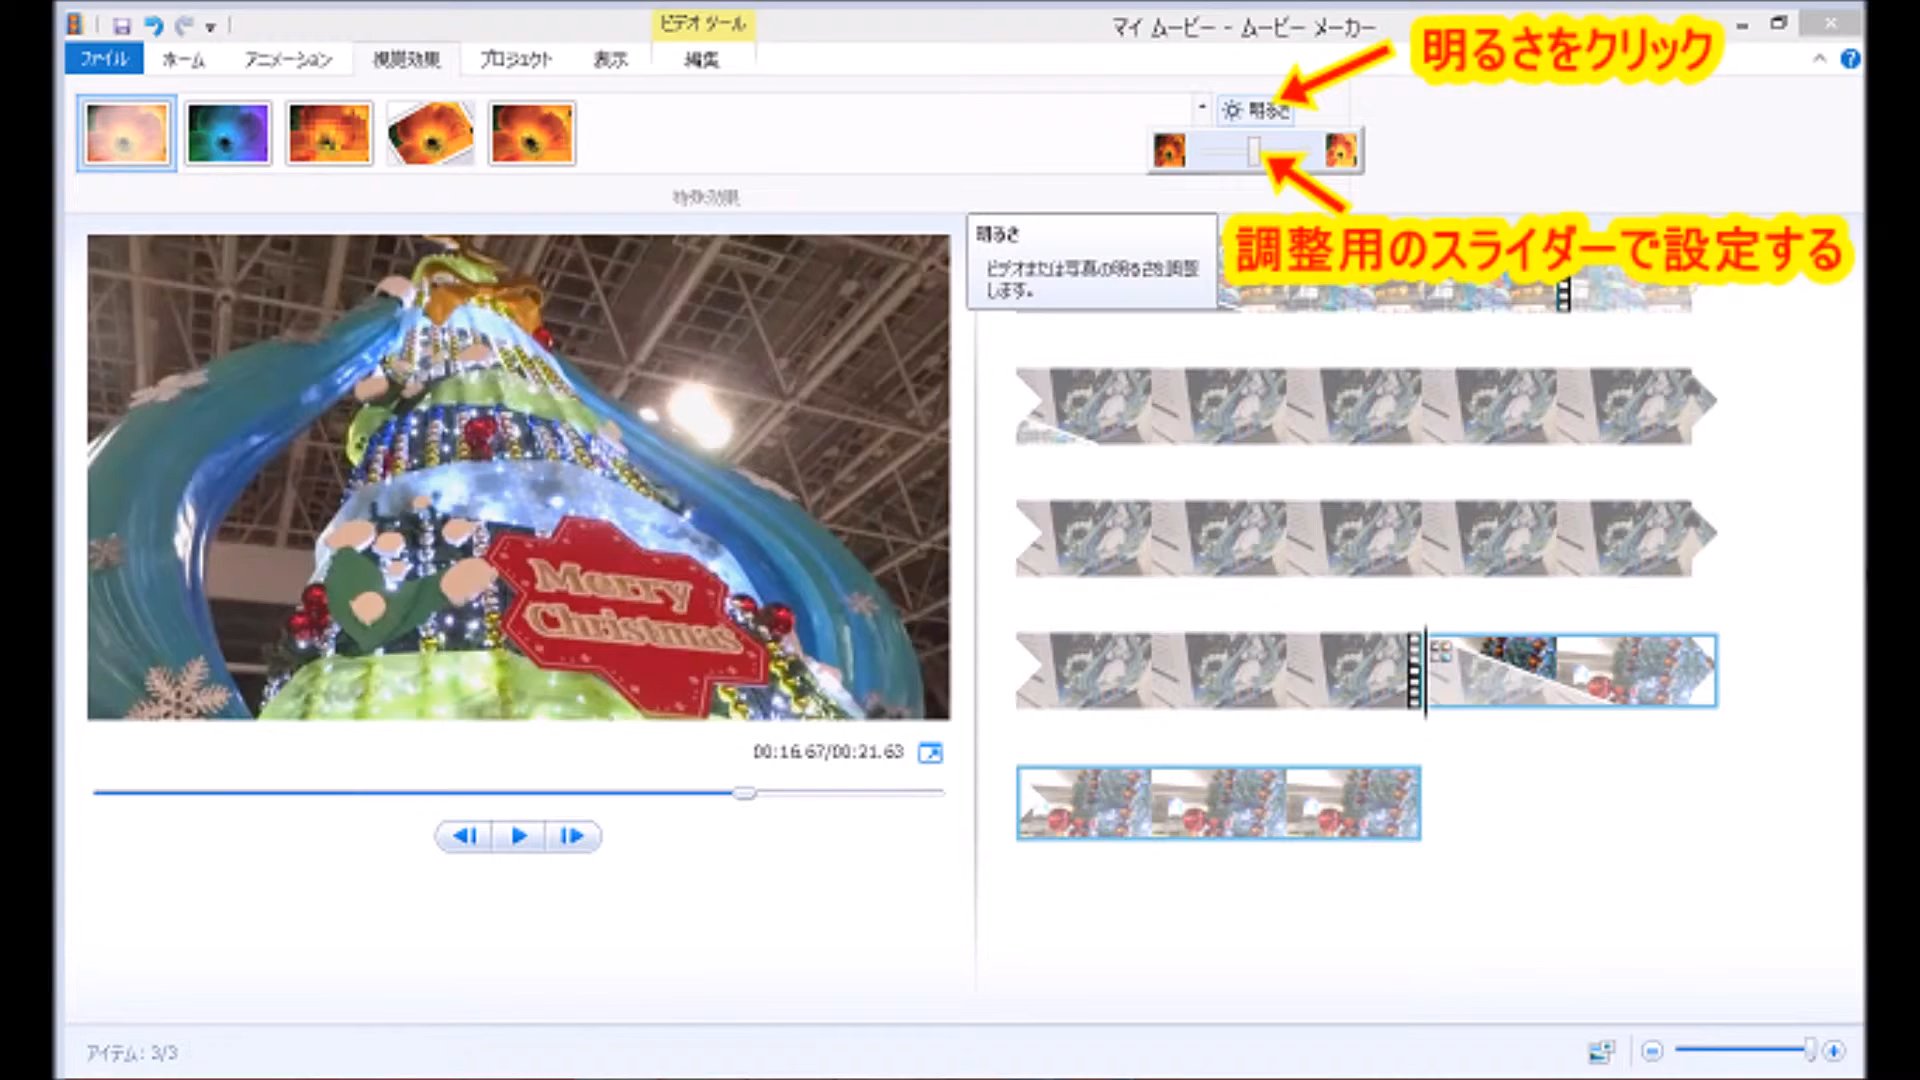 ビデオ ツール
マイ ムービー - ムービー メーカー
明るさをクリック
ファイル
ホーム
アニメーション
視覚効果
プロジェクト
表示
編集
明るさ
特殊効果
調整用のスライダーで設定する
明るさ
ビデオまたは写真の明るさを調整
します。
Merry
Christmas
00:16.67/00:21.63
アイテム: 3/3